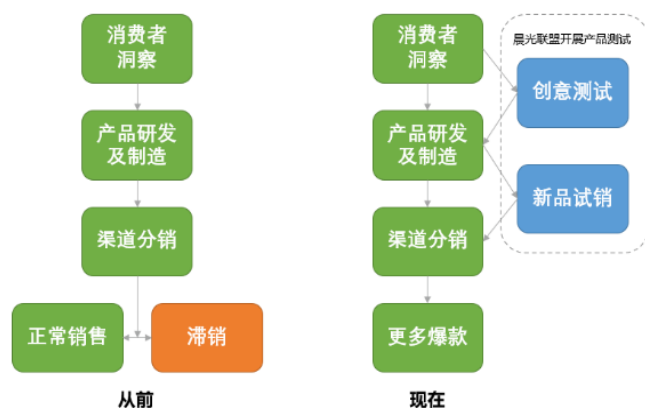 消费者
洞察
产品研发
及制造
渠道分销
正常销售
滞销
从前
消费者
洞察
产品研发
及制造
渠道分销
更多爆款
现在
晨光联盟开展产品测试
创意测试
新品试销